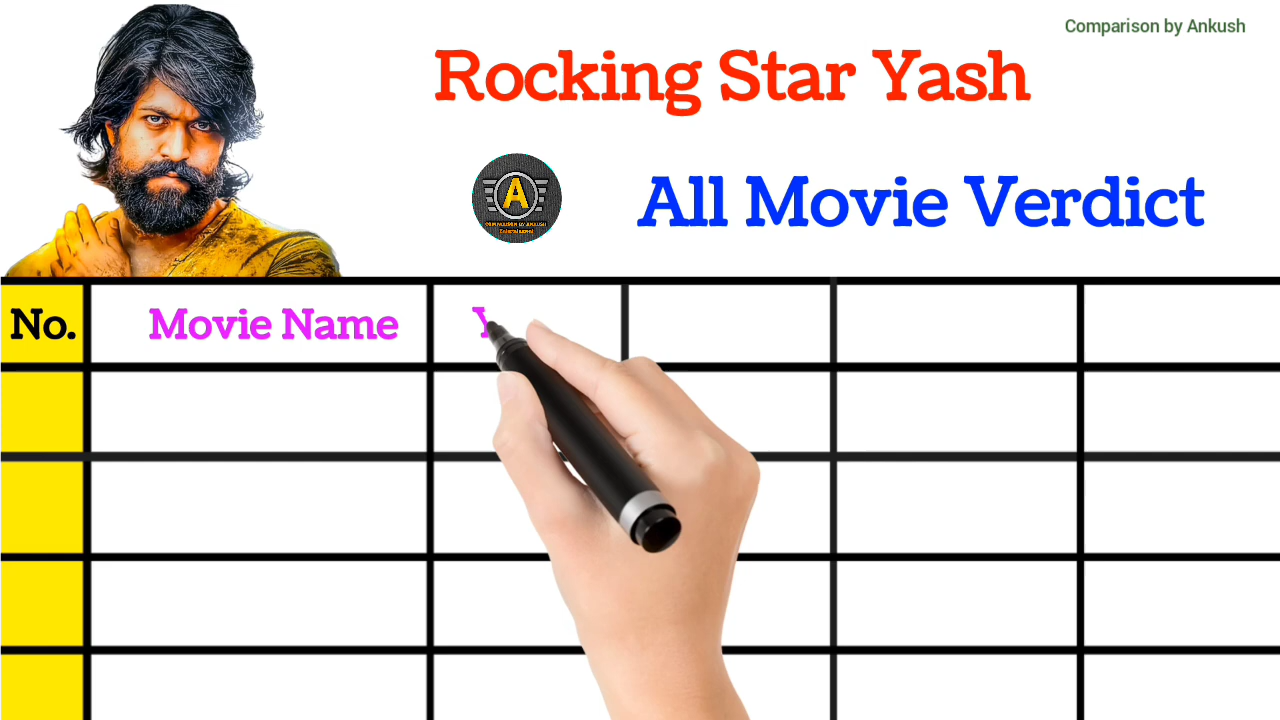 Comparison by Ankush
Rocking Star Yash
A
All Movie Verdict
No.
Movie Name
Y